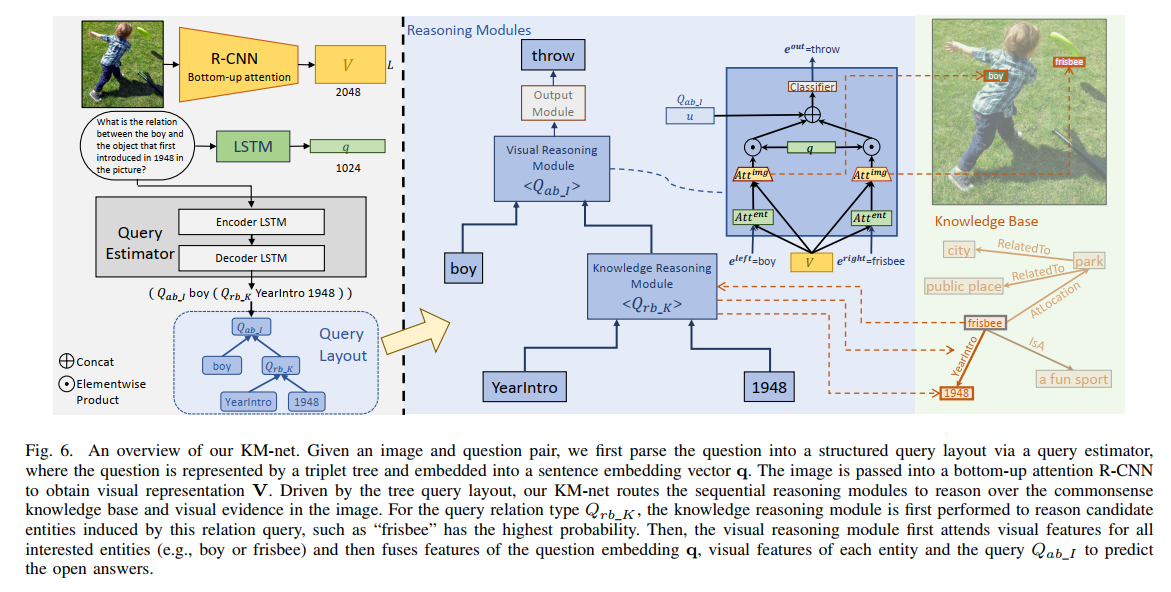 R-CNN
Bottom-up attention
V
L
2048
What is the relation
between the boy and
the object that first
introduced in 1948 in
the picture?
LSTM
q
1024
Query
Estimator
Encoder LSTM
Decoder LSTM
( Q_{ab\_I} boy ( Q_{rb\_K} YearIntro 1948 ) )
Query
Layout
Q_{ab\_I}
boy
Q_{rb\_K}
YearIntro
1948
Concat
Elementwise
Product
Reasoning Modules
throw
Output
Module
Visual Reasoning
Module
<Q_{ab\_I}>
boy
Knowledge Reasoning
Module
<Q_{rb\_K}>
YearIntro
1948
e^{out}=throw
Classifier
Q_{ab\_I}
u
q
Att^{img}
Att^{img}
Att^{ent}
Att^{ent}
e^{left}=boy
V
e^{right}=frisbee
boy
frisbee
Knowledge Base
city
RelatedTo
park
RelatedTo
public place
AtLocation
frisbee
YearIntro
IsA
a fun sport
1948
Fig. 6. An overview of our KM-net. Given an image and question pair, we first parse the question into a structured query layout via a query estimator,
where the question is represented by a triplet tree and embedded into a sentence embedding vector q. The image is passed into a bottom-up attention R-CNN
to obtain visual representation V. Driven by the tree query layout, our KM-net routes the sequential reasoning modules to reason over the commonsense
knowledge base and visual evidence in the image. For the query relation type Q_{rb\_K}, the knowledge reasoning module is first performed to reason candidate
entities induced by this relation query, such as “frisbee” has the highest probability. Then, the visual reasoning module first attends visual features for all
interested entities (e.g., boy or frisbee) and then fuses features of the question embedding q, visual features of each entity and the query Q_{ab\_I} to predict
the open answers.